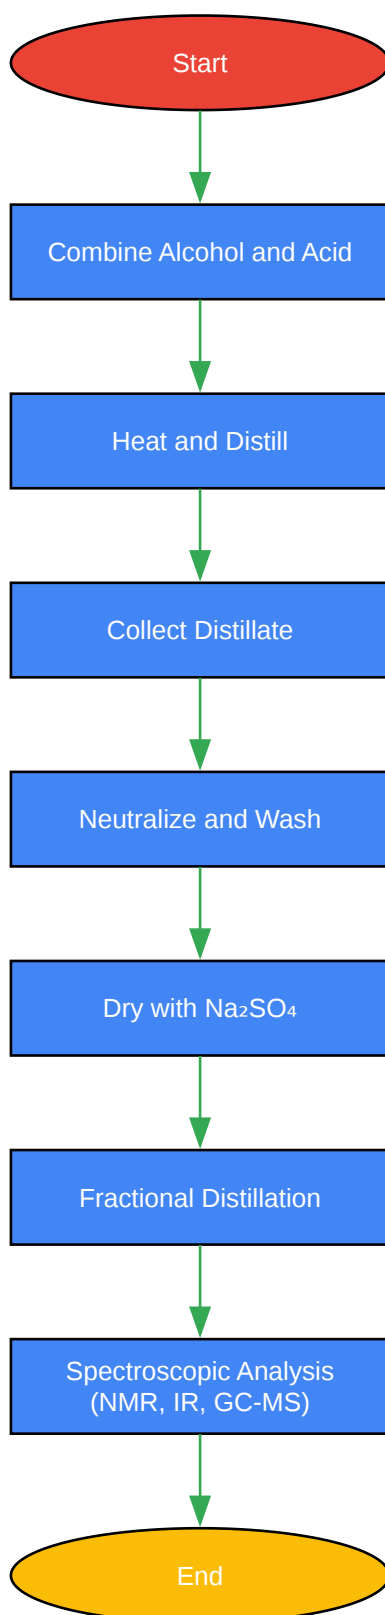 Start
Combine Alcohol and Acid
Heat and Distill
Collect Distillate
Neutralize and Wash
Dry with Na₂SO₄
Fractional Distillation
Spectroscopic Analysis
(NMR, IR, GC-MS)
End